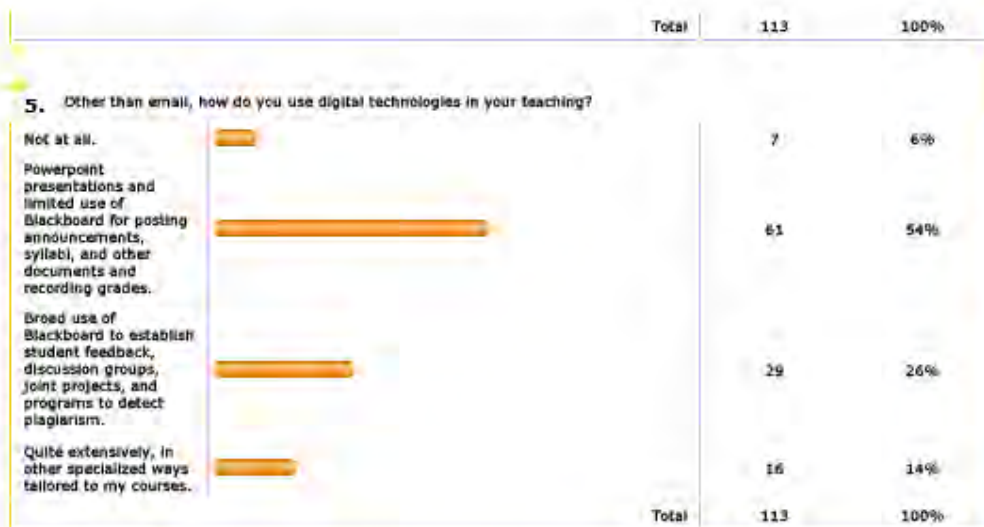 Total 113 100%
5. Other than email, how do you use digital technologies in your teaching?
Not at all. 7 6%
Powerpoint
presentations and
limited use of
Blackboard for posting
announcements,
syllabi, and other
documents and
recording grades. 61 54%
Broad use of
Blackboard to establish
student feedback,
discussion groups,
joint projects, and
programs to detect
plagiarism. 29 26%
Quite extensively, in
other specialized ways
tailored to my courses. 16 14%
Total 113 100%